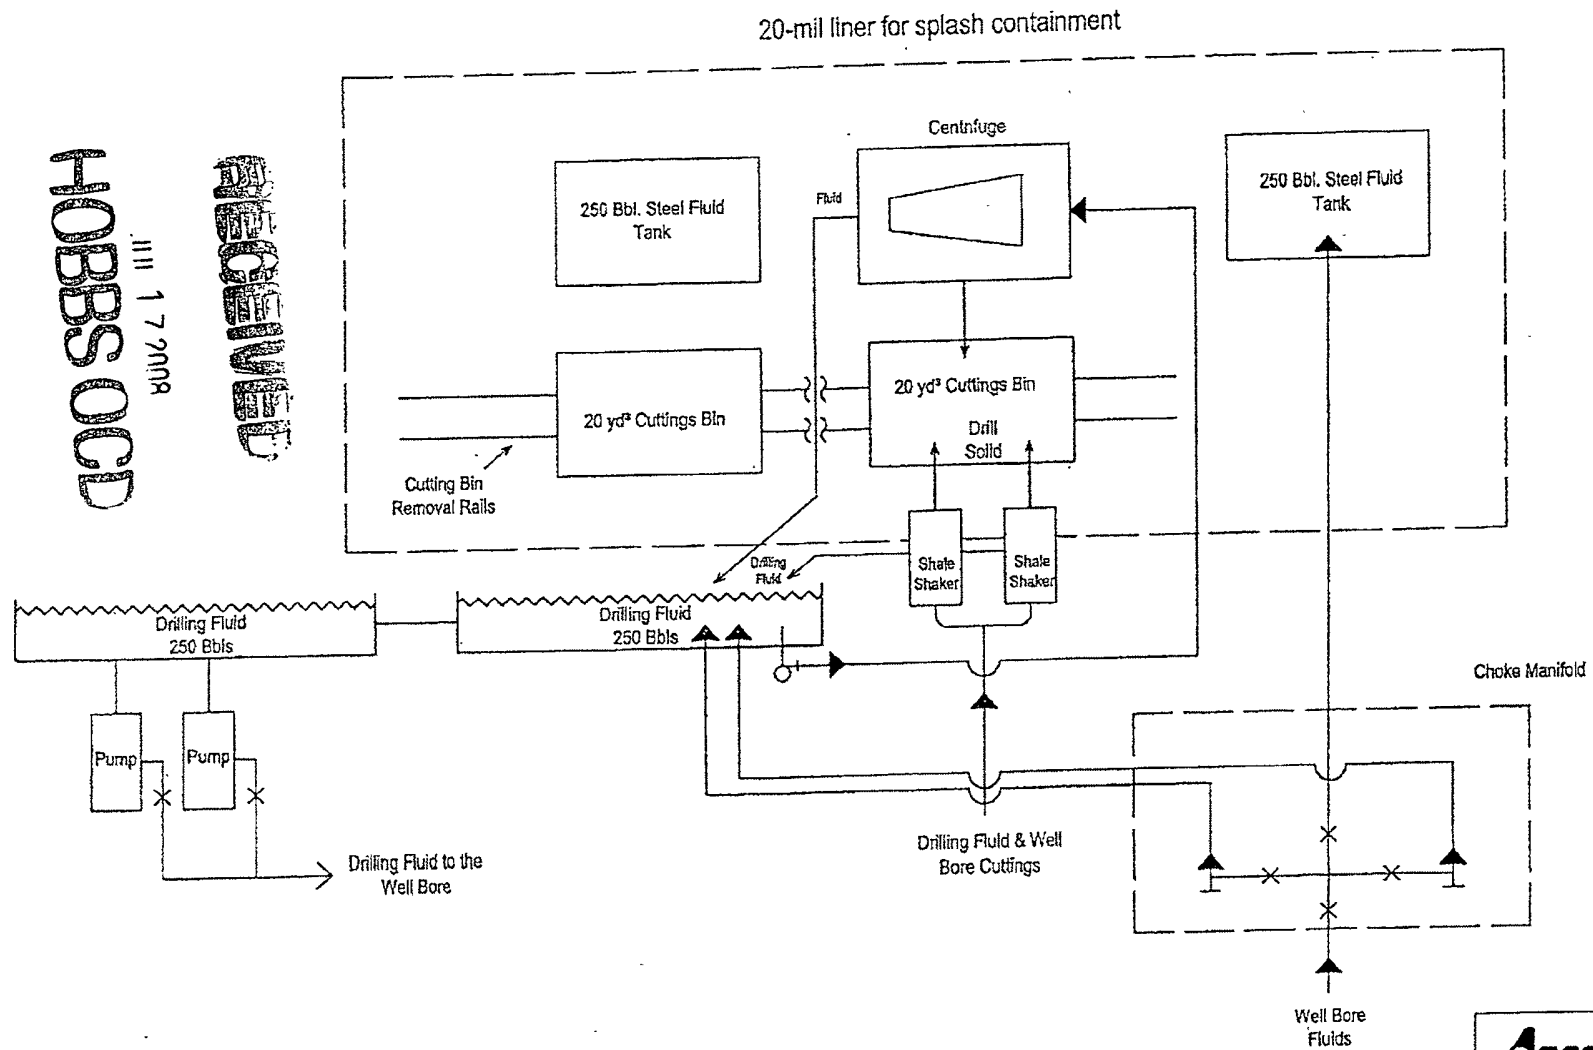 20-mil liner for splash containment
HOBBS OCD
17 2008
RECEIVED
Centrifuge
250 Bbl. Steel Fluid
Tank
Fluid
250 Bbl. Steel Fluid
Tank
20 yd³ Cuttings Bin
20 yd³ Cuttings Bin
Drill
Solid
Cutting Bin
Removal Rails
Drilling
Fluid
Shale
Shaker
Shale
Shaker
Drilling Fluid
250 Bbls
Drilling Fluid
250 Bbls
Choke Manifold
Pump
Pump
Drilling Fluid to the
Well Bore
Drilling Fluid & Well
Bore Cuttings
Well Bore
Fluids